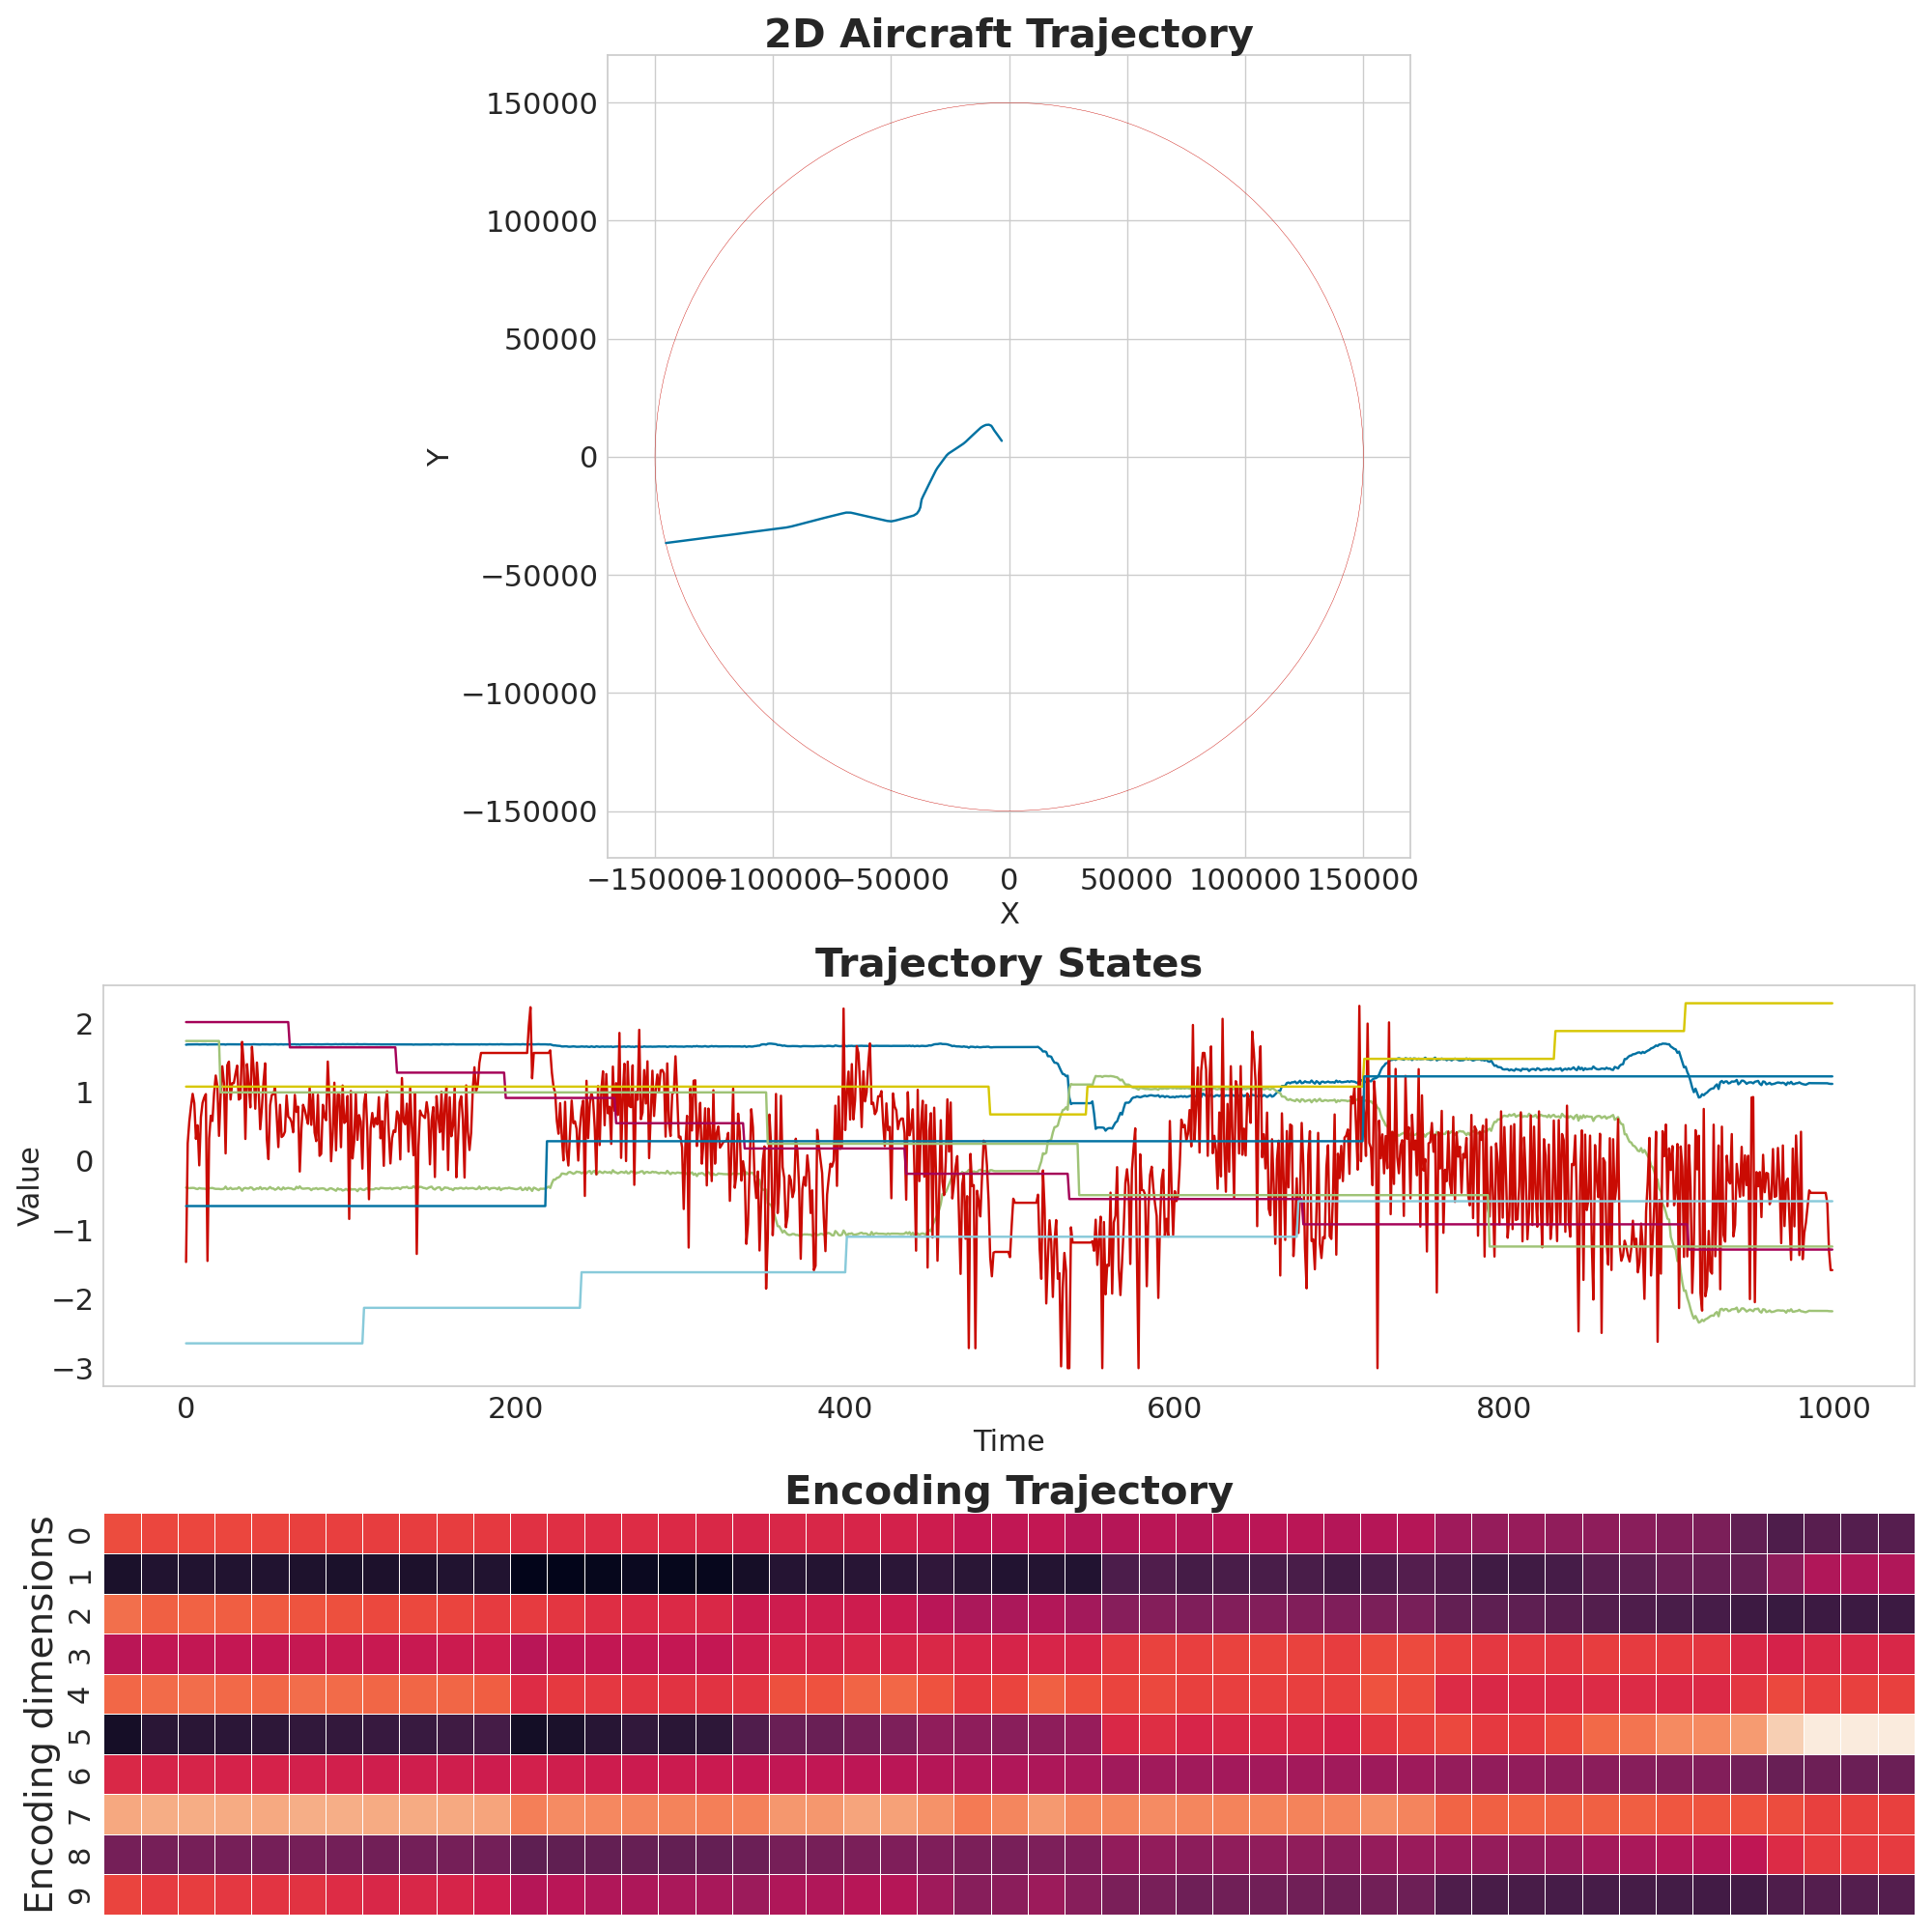 2D Aircraft Trajectory
150000
100000
50000
0
−50000
−100000
−150000
Y
−150000 −100000 −50000 0 50000 100000 150000
X
Trajectory States
2
1
0
−1
−2
−3
Value
0 200 400 600 800 1000
Time
Encoding Trajectory
Encoding dimensions
0
1
2
3
4
5
6
7
8
9